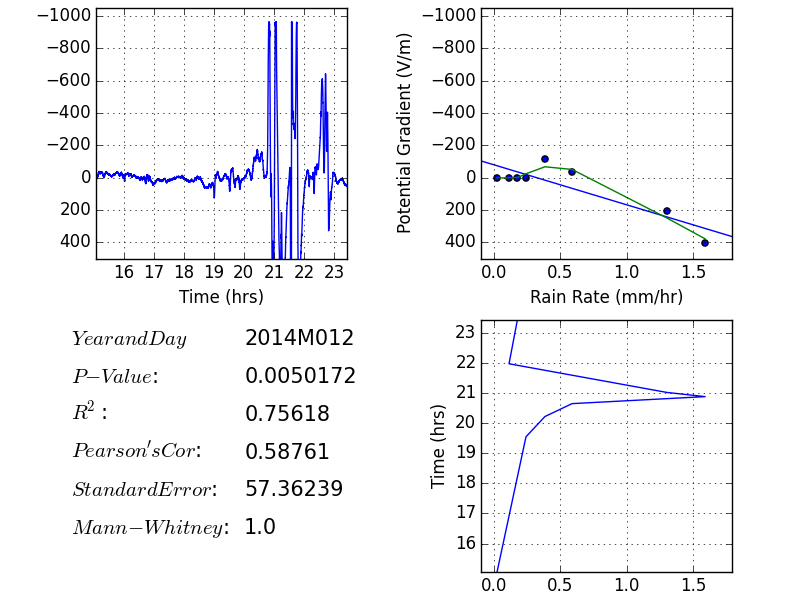 −1000
−800
−600
−400
−200
0
200
400
16 17 18 19 20 21 22 23
Time (hrs)
Potential Gradient (V/m)
−1000
−800
−600
−400
−200
0
200
400
0.0 0.5 1.0 1.5
Rain Rate (mm/hr)
YearandDay 2014M012
P−Value: 0.0050172
R²: 0.75618
Pearson'sCor: 0.58761
StandardError: 57.36239
Mann−Whitney: 1.0
Time (hrs)
23
22
21
20
19
18
17
16
0.0 0.5 1.0 1.5